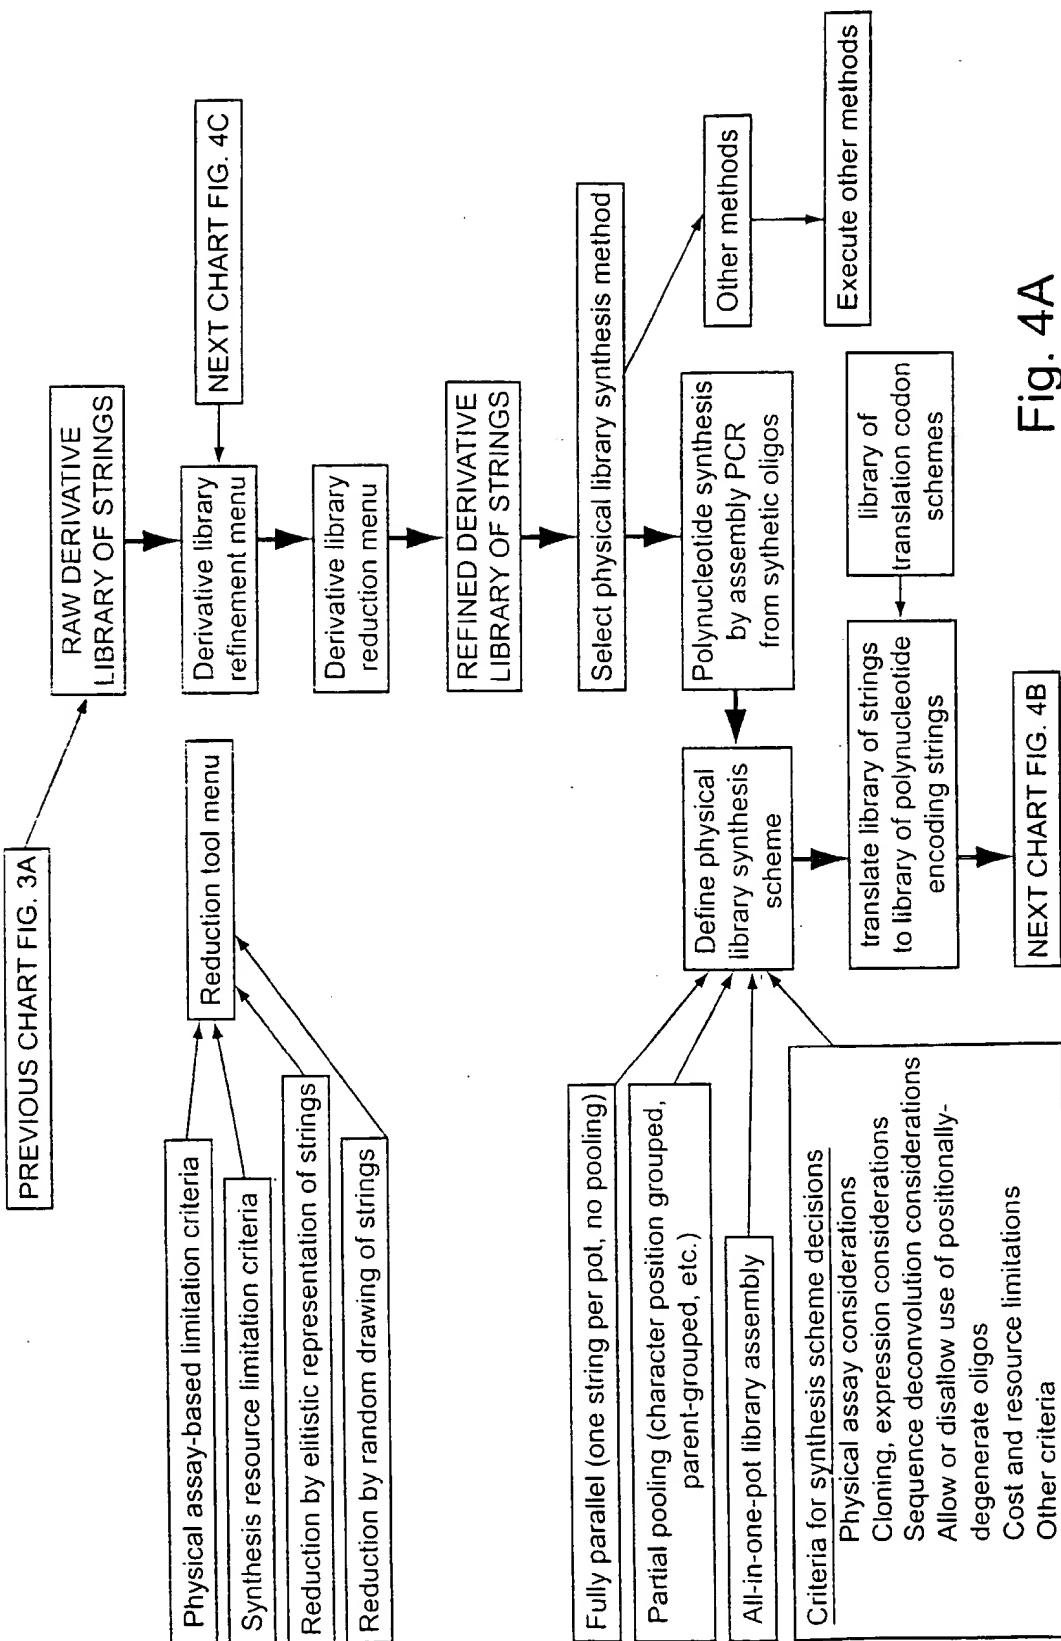 PREVIOUS CHART FIG. 3A
RAW DERIVATIVE
LIBRARY OF STRINGS
NEXT CHART FIG. 4C
Derivative library
refinement menu
Derivative library
reduction menu
Reduction tool menu
Physical assay-based limitation criteria
Synthesis resource limitation criteria
Reduction by elitistic representation of strings
Reduction by random drawing of strings
REFINED DERIVATIVE
LIBRARY OF STRINGS
Select physical library synthesis method
Other methods
Execute other methods
Polynucleotide synthesis
by assembly PCR
from sythetic oligos
Define physical
library synthesis
scheme
Fully parallel (one string per pot, no pooling)
Partial pooling (character position grouped,
parent-grouped, etc.)
All-in-one-pot library assembly
Criteria for synthesis scheme decisions
Physical assay considerations
Cloning, expression considerations
Sequence deconvolution considerations
Allow or disallow use of positionally-
degenerate oligos
Cost and resource limitations
Other criteria
library of
translation codon
schemes
translate library of strings
to library of polynucleotide
encoding strings
NEXT CHART FIG. 4B
Fig. 4A